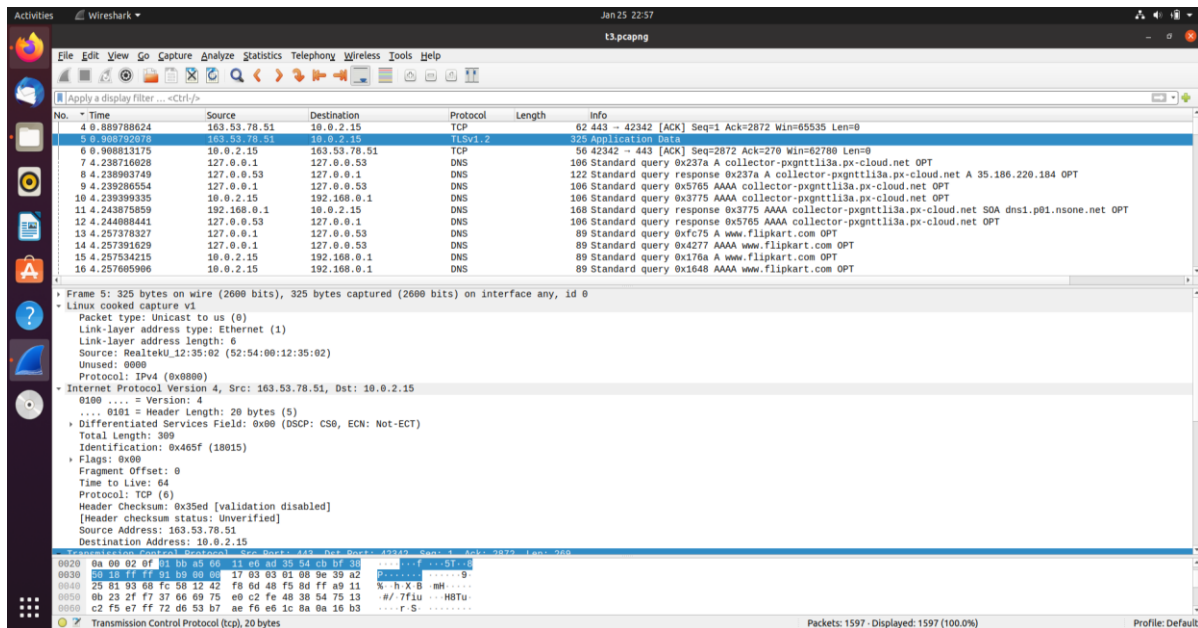 Activities Wireshark Jan 25 22:57
t3.pcapng
File Edit View Go Capture Analyze Statistics Telephony Wireless Tools Help
Apply a display filter ... <Ctrl-/>
No. Time Source Destination Protocol Length Info
4 0.889788624 163.53.78.51 10.0.2.15 TCP 62 443 → 42342 [ACK] Seq=1 Ack=2872 Win=65535 Len=0
5 0.908792078 163.53.78.51 10.0.2.15 TLSv1.2 325 Application Data
6 0.908813175 10.0.2.15 163.53.78.51 TCP 56 42342 → 443 [ACK] Seq=2872 Ack=270 Win=62780 Len=0
7 4.238716028 127.0.0.1 127.0.0.53 DNS 106 Standard query 0x237a A collector-pxgnttli3a.px-cloud.net OPT
8 4.238903749 127.0.0.53 127.0.0.1 DNS 122 Standard query response 0x237a A collector-pxgnttli3a.px-cloud.net A 35.186.220.184 OPT
9 4.239286554 127.0.0.1 127.0.0.53 DNS 106 Standard query 0x5765 AAAA collector-pxgnttli3a.px-cloud.net OPT
10 4.239399335 10.0.2.15 192.168.0.1 DNS 106 Standard query 0x3775 AAAA collector-pxgnttli3a.px-cloud.net OPT
11 4.243875859 192.168.0.1 10.0.2.15 DNS 168 Standard query response 0x3775 AAAA collector-pxgnttli3a.px-cloud.net SOA dns1.p01.nsone.net OPT
12 4.244088441 127.0.0.53 127.0.0.1 DNS 106 Standard query response 0x5765 AAAA collector-pxgnttli3a.px-cloud.net OPT
13 4.257378327 127.0.0.1 127.0.0.53 DNS 89 Standard query 0xfc75 A www.flipkart.com OPT
14 4.257391629 127.0.0.1 127.0.0.53 DNS 89 Standard query 0x4277 AAAA www.flipkart.com OPT
15 4.257534215 10.0.2.15 192.168.0.1 DNS 89 Standard query 0x176a A www.flipkart.com OPT
16 4.257605906 10.0.2.15 192.168.0.1 DNS 89 Standard query 0x1648 AAAA www.flipkart.com OPT
Frame 5: 325 bytes on wire (2600 bits), 325 bytes captured (2600 bits) on interface any, id 0
Linux cooked capture v1
Packet type: Unicast to us (0)
Link-layer address type: Ethernet (1)
Link-layer address length: 6
Source: RealtekU_12:35:02 (52:54:00:12:35:02)
Unused: 0000
Protocol: IPv4 (0x0800)
Internet Protocol Version 4, Src: 163.53.78.51, Dst: 10.0.2.15
0100 .... = Version: 4
.... 0101 = Header Length: 20 bytes (5)
Differentiated Services Field: 0x00 (DSCP: CS0, ECN: Not-ECT)
Total Length: 309
Identification: 0x465f (18015)
Flags: 0x00
Fragment Offset: 0
Time to Live: 64
Protocol: TCP (6)
Header Checksum: 0x35ed [validation disabled]
[Header checksum status: Unverified]
Source Address: 163.53.78.51
Destination Address: 10.0.2.15
Transmission Control Protocol, Src Port: 443, Dst Port: 42342, Seq: 1, Ack: 2872, Len: 269
0020 0a 00 02 0f 01 bb a5 66 11 e6 ad 35 54 cb bf 38 ·······f ···5T··8
0030 50 18 ff ff 91 b9 00 00 17 03 03 01 08 9e 39 a2 P······· ······9·
0040 25 81 93 68 fc 58 12 42 f6 6d 48 f5 8d ff a9 11 %··h·X·B ·mH·····
0050 0b 23 2f f7 37 66 69 75 e0 c2 fe 48 38 54 75 13 ·#/·7fiu ···H8Tu·
0060 c2 f5 e7 ff 72 d6 53 b7 ae f6 e6 1c 8a 0a 16 b3 ····r·S· ········
Transmission Control Protocol (tcp), 20 bytes Packets: 1597 · Displayed: 1597 (100.0%) Profile: Default